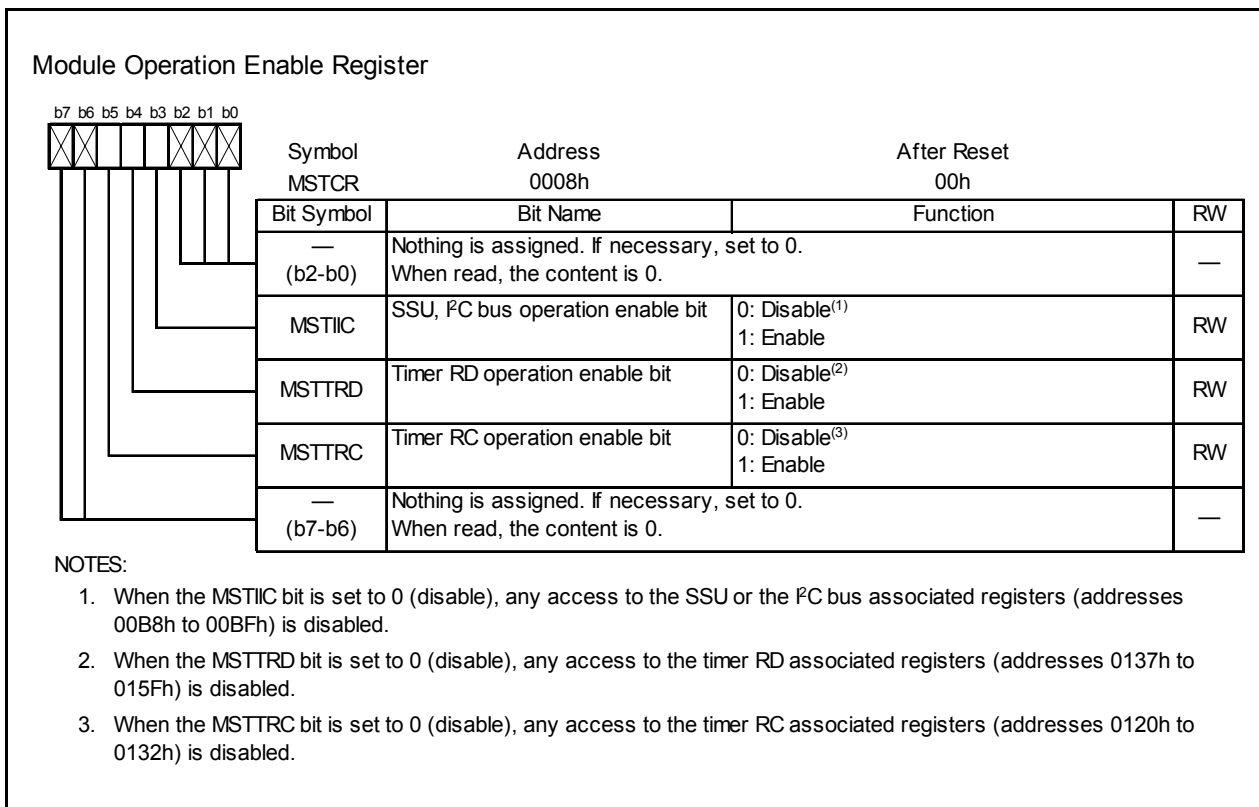 Module Operation Enable Register
b7 b6 b5 b4 b3 b2 b1 b0
Symbol Address After Reset
MSTCR 0008h 00h
Bit Symbol Bit Name Function RW
— Nothing is assigned. If necessary, set to 0.
(b2-b0) When read, the content is 0. —
MSTIIC SSU, I²C bus operation enable bit 0: Disable(1) RW
1: Enable
MSTTRD Timer RD operation enable bit 0: Disable(2) RW
1: Enable
MSTTRC Timer RC operation enable bit 0: Disable(3) RW
1: Enable
— Nothing is assigned. If necessary, set to 0.
(b7-b6) When read, the content is 0. —
NOTES:
1. When the MSTIIC bit is set to 0 (disable), any access to the SSU or the I²C bus associated registers (addresses
00B8h to 00BFh) is disabled.
2. When the MSTTRD bit is set to 0 (disable), any access to the timer RD associated registers (addresses 0137h to
015Fh) is disabled.
3. When the MSTTRC bit is set to 0 (disable), any access to the timer RC associated registers (addresses 0120h to
0132h) is disabled.